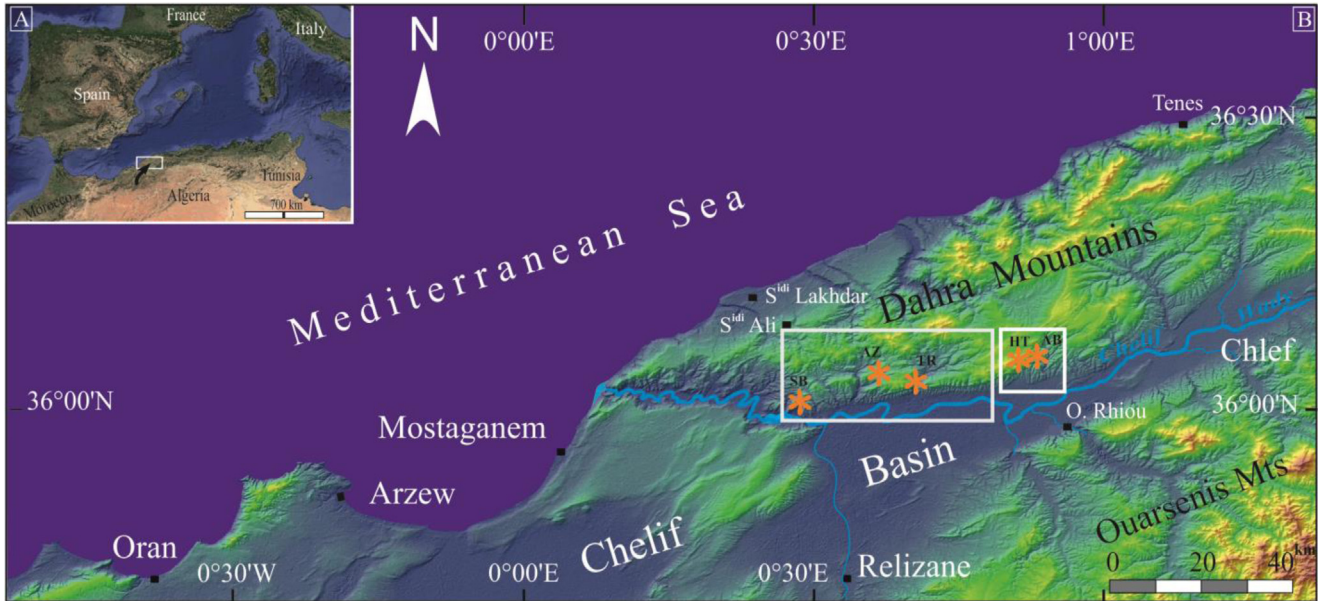 A
France
Italy
Spain
Morocco
Algeria
Tunisia
700 km
B
N
0°00'E
0°30'E
1°00'E
Tenes
36°30'N
Mediterranean Sea
Dahra Mountains
Sidi Lakhdar
Sidi Ali
SB
AZ
TR
HT
AB
Chelif Wady
Chlef
36°00'N
36°00'N
O. Rhiou
Mostaganem
Arzew
Oran
Chelif
Basin
Ouarsenis Mts
Relizane
0°30'W
0°00'E
0°30'E
0 20 40 km